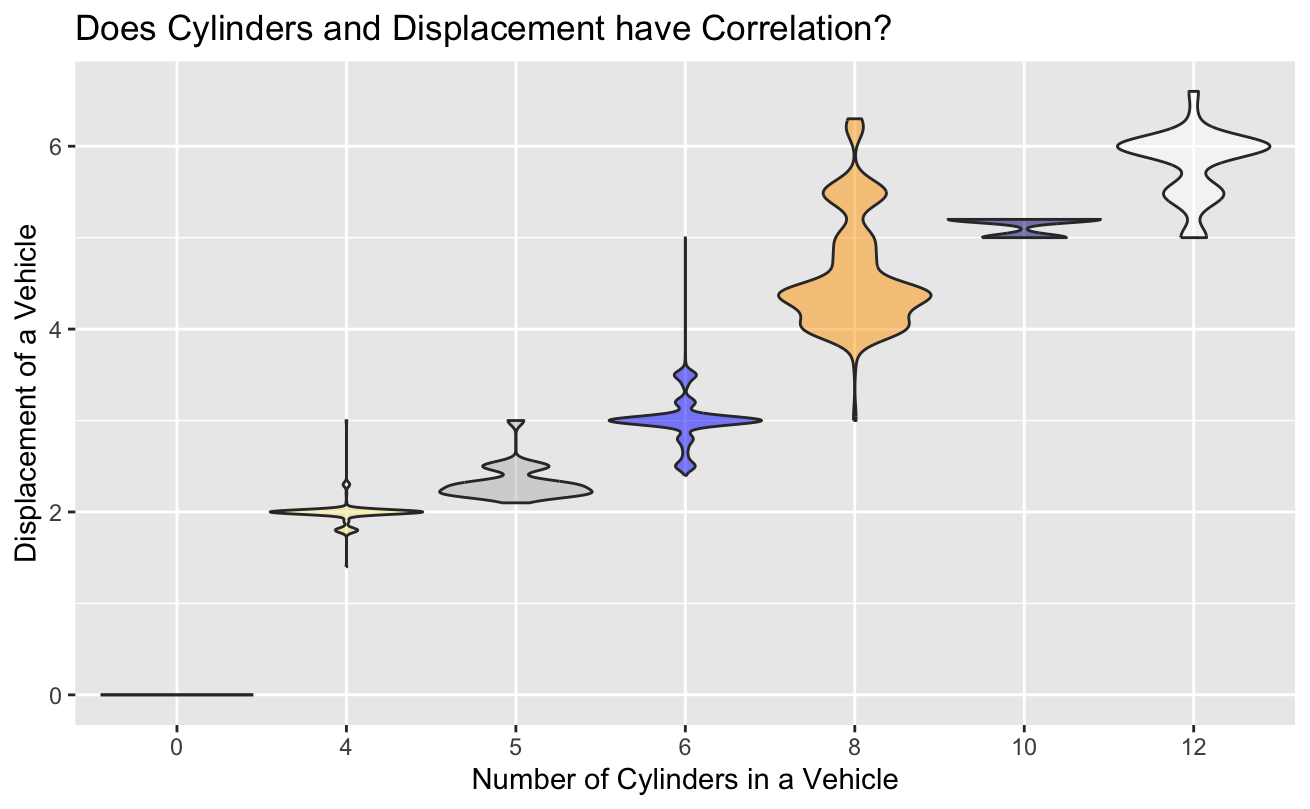 Does Cylinders and Displacement have Correlation?
Displacement of a Vehicle
6
4
2
0
0 4 5 6 8 10 12
Number of Cylinders in a Vehicle